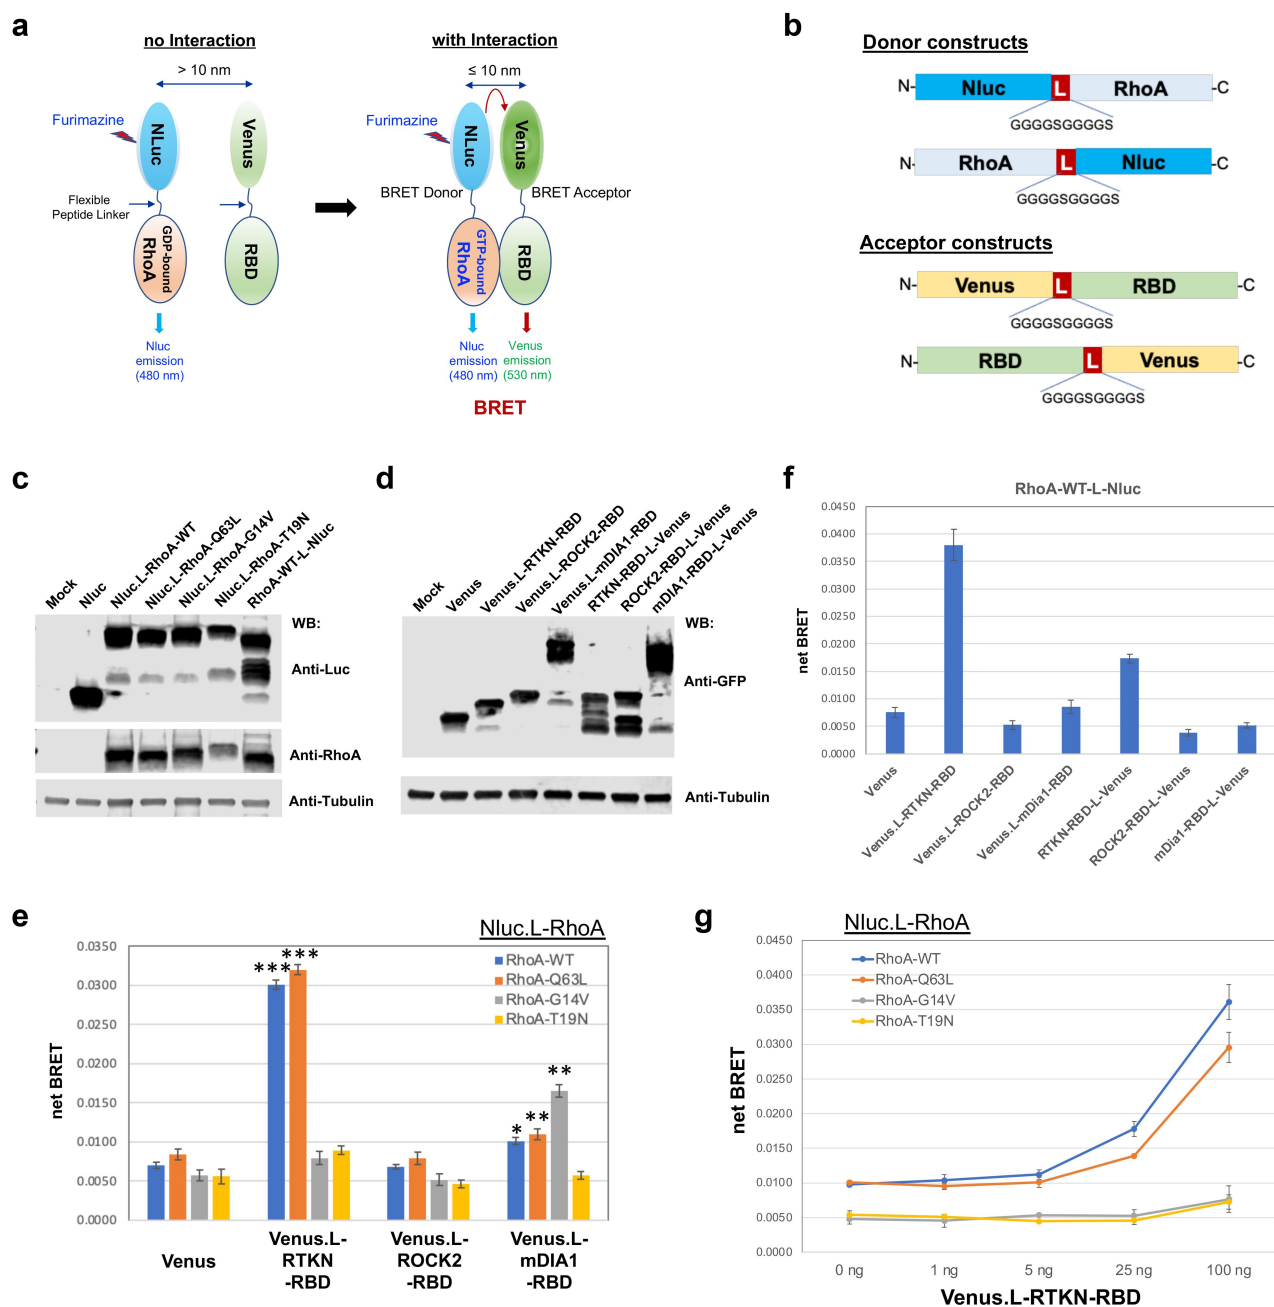 a
no Interaction
with Interaction
> 10 nm
≤ 10 nm
Furimazine
NLuc
Venus
Furimazine
NLuc
Venus
Flexible
Peptide Linker
BRET Donor
BRET Acceptor
GDP-bound
RhoA
RBD
GTP-bound
RhoA
RBD
Nluc
emission
(480 nm)
Nluc
emission
(480 nm)
Venus
emission
(530 nm)
BRET
b
Donor constructs
N- Nluc L RhoA -C
GGGGSGGGGS
N- RhoA L Nluc -C
GGGGSGGGGS
Acceptor constructs
N- Venus L RBD -C
GGGGSGGGGS
N- RBD L Venus -C
GGGGSGGGGS
c
Mock
Nluc
Nluc.L-RhoA-WT
Nluc.L-RhoA-Q63L
Nluc.L-RhoA-G14V
Nluc.L-RhoA-T19N
RhoA-WT-L-Nluc
WB:
Anti-Luc
Anti-RhoA
Anti-Tubulin
d
Mock
Venus
Venus.L-RTKN-RBD
Venus.L-ROCK2-RBD
Venus.L-mDIA1-RBD
RTKN-RBD-L-Venus
ROCK2-RBD-L-Venus
mDIA1-RBD-L-Venus
WB:
Anti-GFP
Anti-Tubulin
f
RhoA-WT-L-Nluc
net BRET
0.0450
0.0400
0.0350
0.0300
0.0250
0.0200
0.0150
0.0100
0.0050
0.0000
Venus
Venus.L-RTKN-RBD
Venus.L-ROCK2-RBD
Venus.L-mDia1-RBD
RTKN-RBD-L-Venus
ROCK2-RBD-L-Venus
mDia1-RBD-L-Venus
e
Nluc.L-RhoA
net BRET
0.0350
0.0300
0.0250
0.0200
0.0150
0.0100
0.0050
0.0000
RhoA-WT
RhoA-Q63L
RhoA-G14V
RhoA-T19N
***
***
*
**
**
Venus
Venus.L-
RTKN
-RBD
Venus.L-
ROCK2
-RBD
Venus.L-
mDIA1
-RBD
g
Nluc.L-RhoA
net BRET
0.0450
0.0400
0.0350
0.0300
0.0250
0.0200
0.0150
0.0100
0.0050
0.0000
RhoA-WT
RhoA-Q63L
RhoA-G14V
RhoA-T19N
0 ng
1 ng
5 ng
25 ng
100 ng
Venus.L-RTKN-RBD